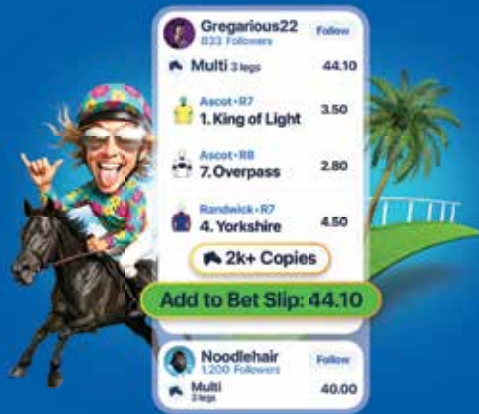 Gregarious22
Follow
833 Followers
Multi 3 legs
44.10
Ascot•R7
1. King of Light
3.50
Ascot•R8
7. Overpass
2.80
Randwick•R7
4. Yorkshire
4.50
2k+ Copies
Add to Bet Slip: 44.10
Noodlehair
Follow
1,200 Followers
Multi
3 legs
40.00